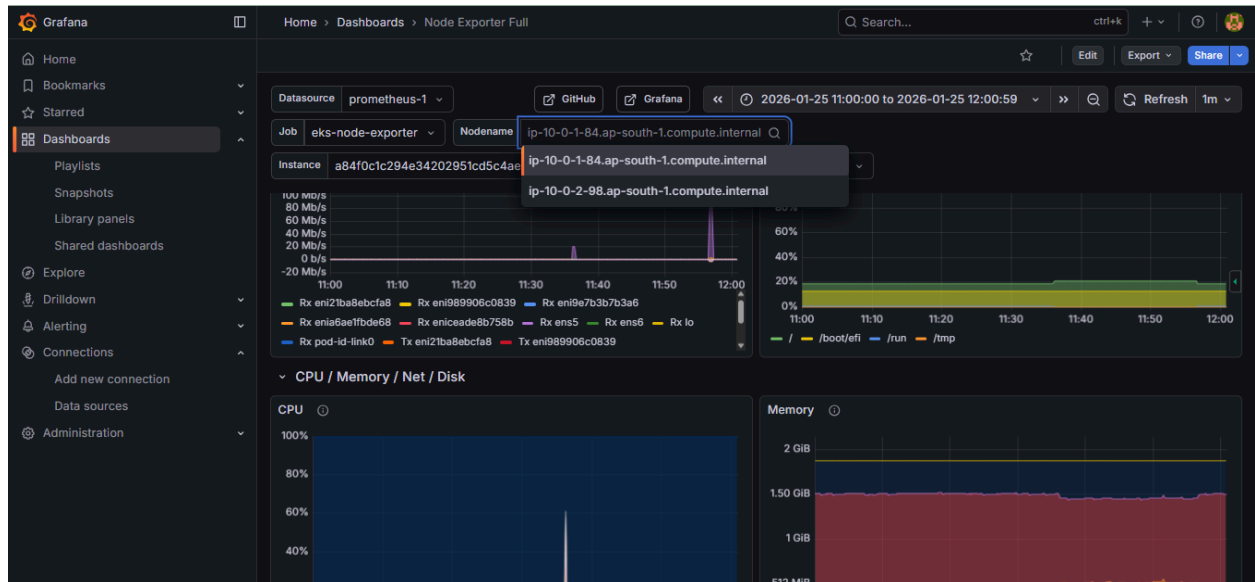 Grafana
Home › Dashboards › Node Exporter Full
Search...
ctrl+k
Home
Bookmarks
Starred
Dashboards
Playlists
Snapshots
Library panels
Shared dashboards
Explore
Drilldown
Alerting
Connections
Add new connection
Data sources
Administration
Edit
Export
Share
Datasource prometheus-1
GitHub
Grafana
2026-01-25 11:00:00 to 2026-01-25 12:00:59
Refresh 1m
Job eks-node-exporter
Nodename ip-10-0-1-84.ap-south-1.compute.internal
Instance a84f0c1c294e34202951cd5c4ae
ip-10-0-1-84.ap-south-1.compute.internal
ip-10-0-2-98.ap-south-1.compute.internal
100 Mb/s
80 Mb/s
60 Mb/s
40 Mb/s
20 Mb/s
0 b/s
-20 Mb/s
11:00 11:10 11:20 11:30 11:40 11:50 12:00
Rx eni21ba8ebcfa8 Rx eni989906c0839 Rx eni9e7b3b7b3a6
Rx enia6ae1fbde68 Rx eniceade8b758b Rx ens5 Rx ens6 Rx lo
Rx pod-id-link0 Tx eni21ba8ebcfa8 Tx eni989906c0839
80%
60%
40%
20%
0%
11:00 11:10 11:20 11:30 11:40 11:50 12:00
/ /boot/efi /run /tmp
CPU / Memory / Net / Disk
CPU
100%
80%
60%
40%
Memory
2 GiB
1.50 GiB
1 GiB
512 MiB